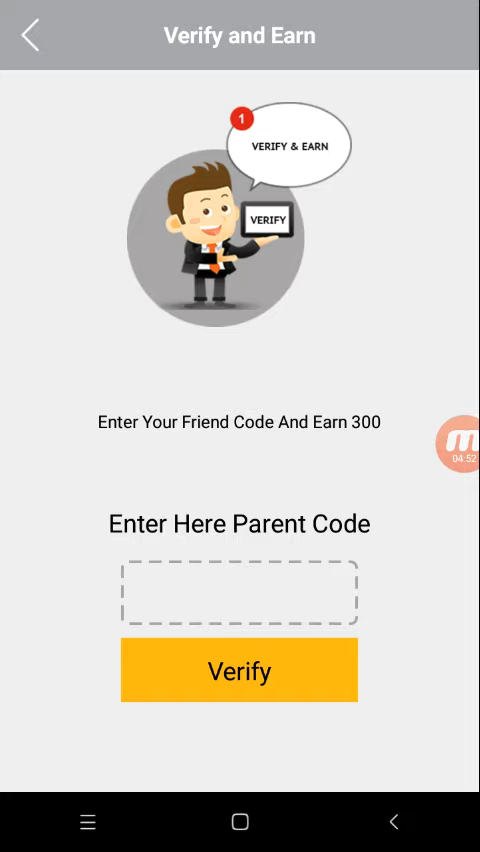 Verify and Earn
1
VERIFY & EARN
VERIFY
Enter Your Friend Code And Earn 300
04:52
Enter Here Parent Code
Verify